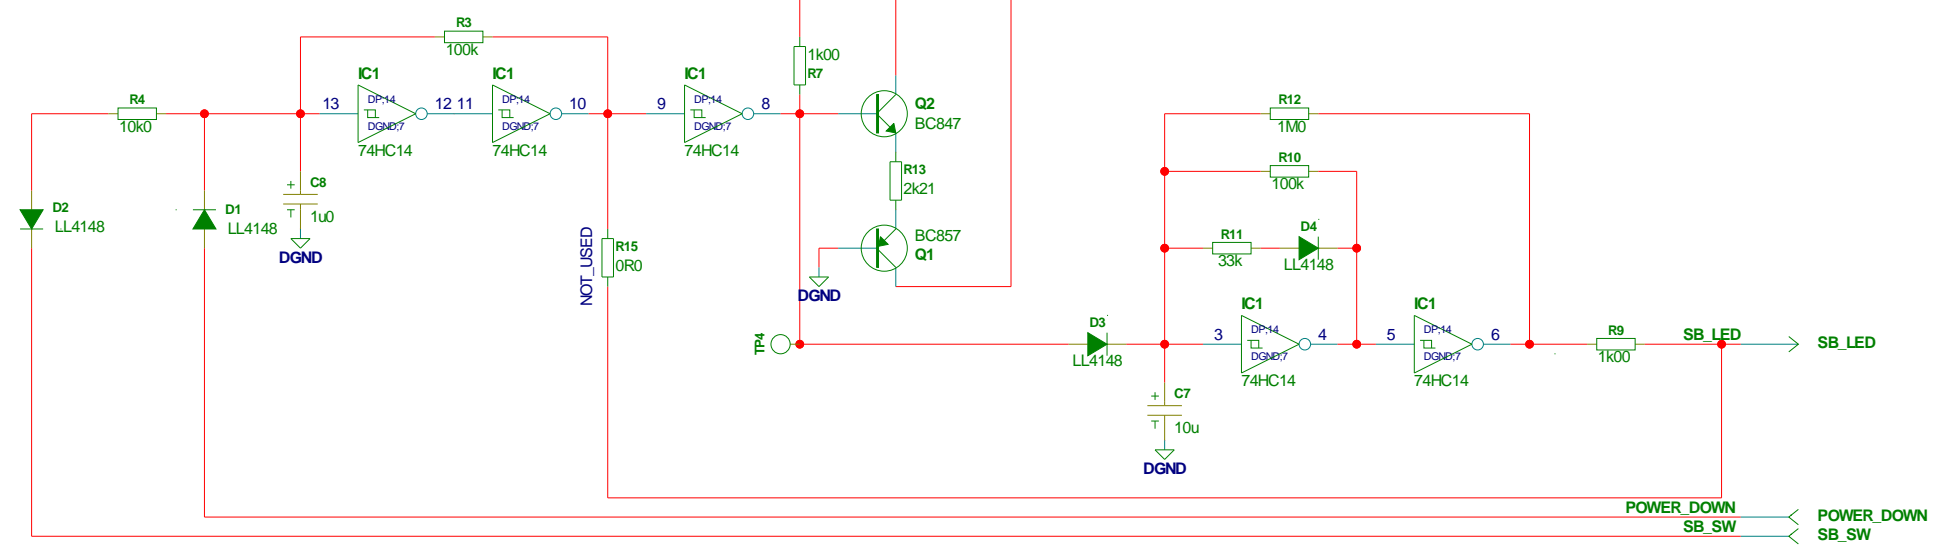 R3
100k
1k00
R7
IC1
IC1
IC1
DP;14
DP;14
DP;14
R4
10k0
13
12
11
10
9
8
DGND;7
DGND;7
DGND;7
74HC14
74HC14
74HC14
Q2
BC847
R12
1M0
R13
2k21
R10
100k
D2
LL4148
D1
LL4148
+
C8
T
1u0
DGND
NOT_USED
R15
0R0
BC857
Q1
DGND
R11
33k
D4
LL4148
TP4
D3
LL4148
IC1
IC1
3
DP;14
4
5
DP;14
6
DGND;7
DGND;7
74HC14
74HC14
R9
1k00
SB_LED
SB_LED
+
C7
T
10u
DGND
POWER_DOWN
POWER_DOWN
SB_SW
SB_SW